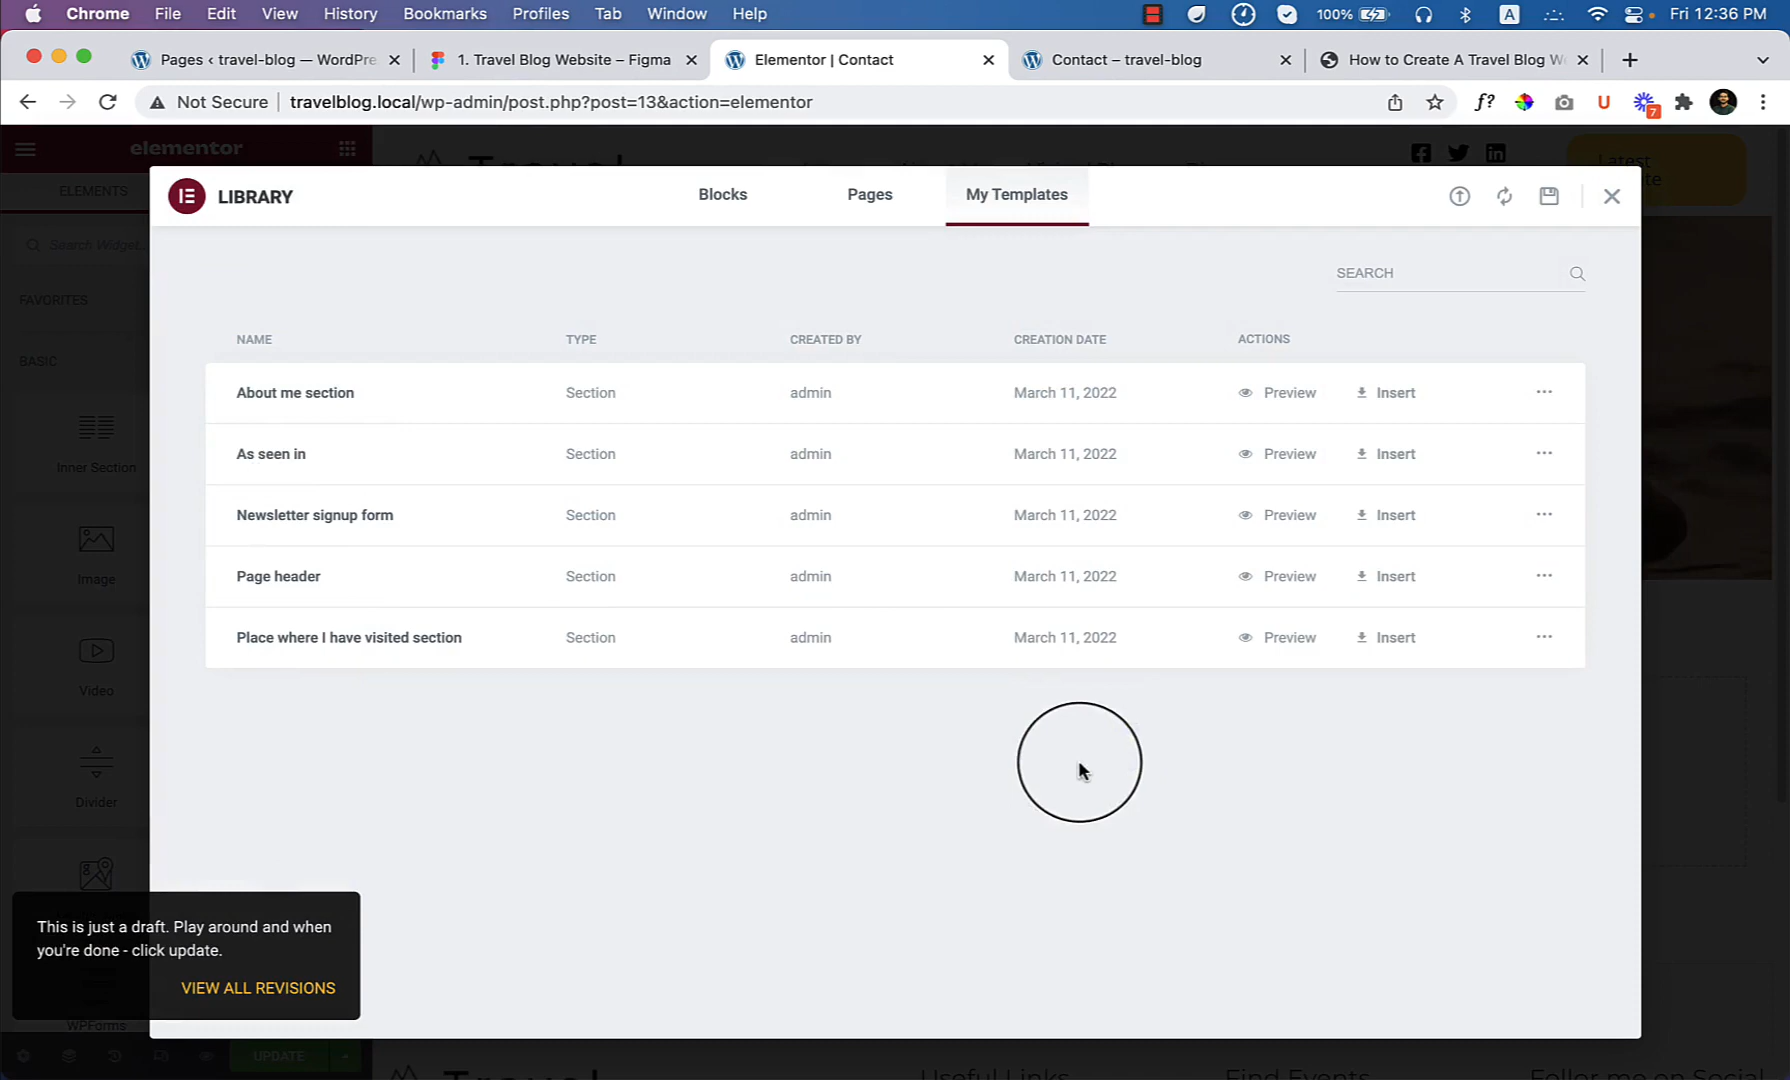 Chrome File Edit View History Bookmarks Profiles Tab Window Help 100% A Fri 12:36 PM
Pages ‹ travel-blog — WordPre
1. Travel Blog Website – Figma
Elementor | Contact
Contact – travel-blog
How to Create A Travel Blog W
Not Secure travelblog.local/wp-admin/post.php?post=13&action=elementor f? U 7
elementor
Travel
Latest
ELEMENTS
LIBRARY Blocks Pages My Templates
Search Widget...
SEARCH
FAVORITES
NAME TYPE CREATED BY CREATION DATE ACTIONS
BASIC
About me section Section admin March 11, 2022 Preview Insert ...
As seen in Section admin March 11, 2022 Preview Insert ...
Inner Section
Newsletter signup form Section admin March 11, 2022 Preview Insert ...
Page header Section admin March 11, 2022 Preview Insert ...
Image
Place where I have visited section Section admin March 11, 2022 Preview Insert ...
Video
Divider
This is just a draft. Play around and when
you're done - click update.
VIEW ALL REVISIONS
WPForms
UPDATE
Travel
Useful Links
Find Events
Follor me on Social